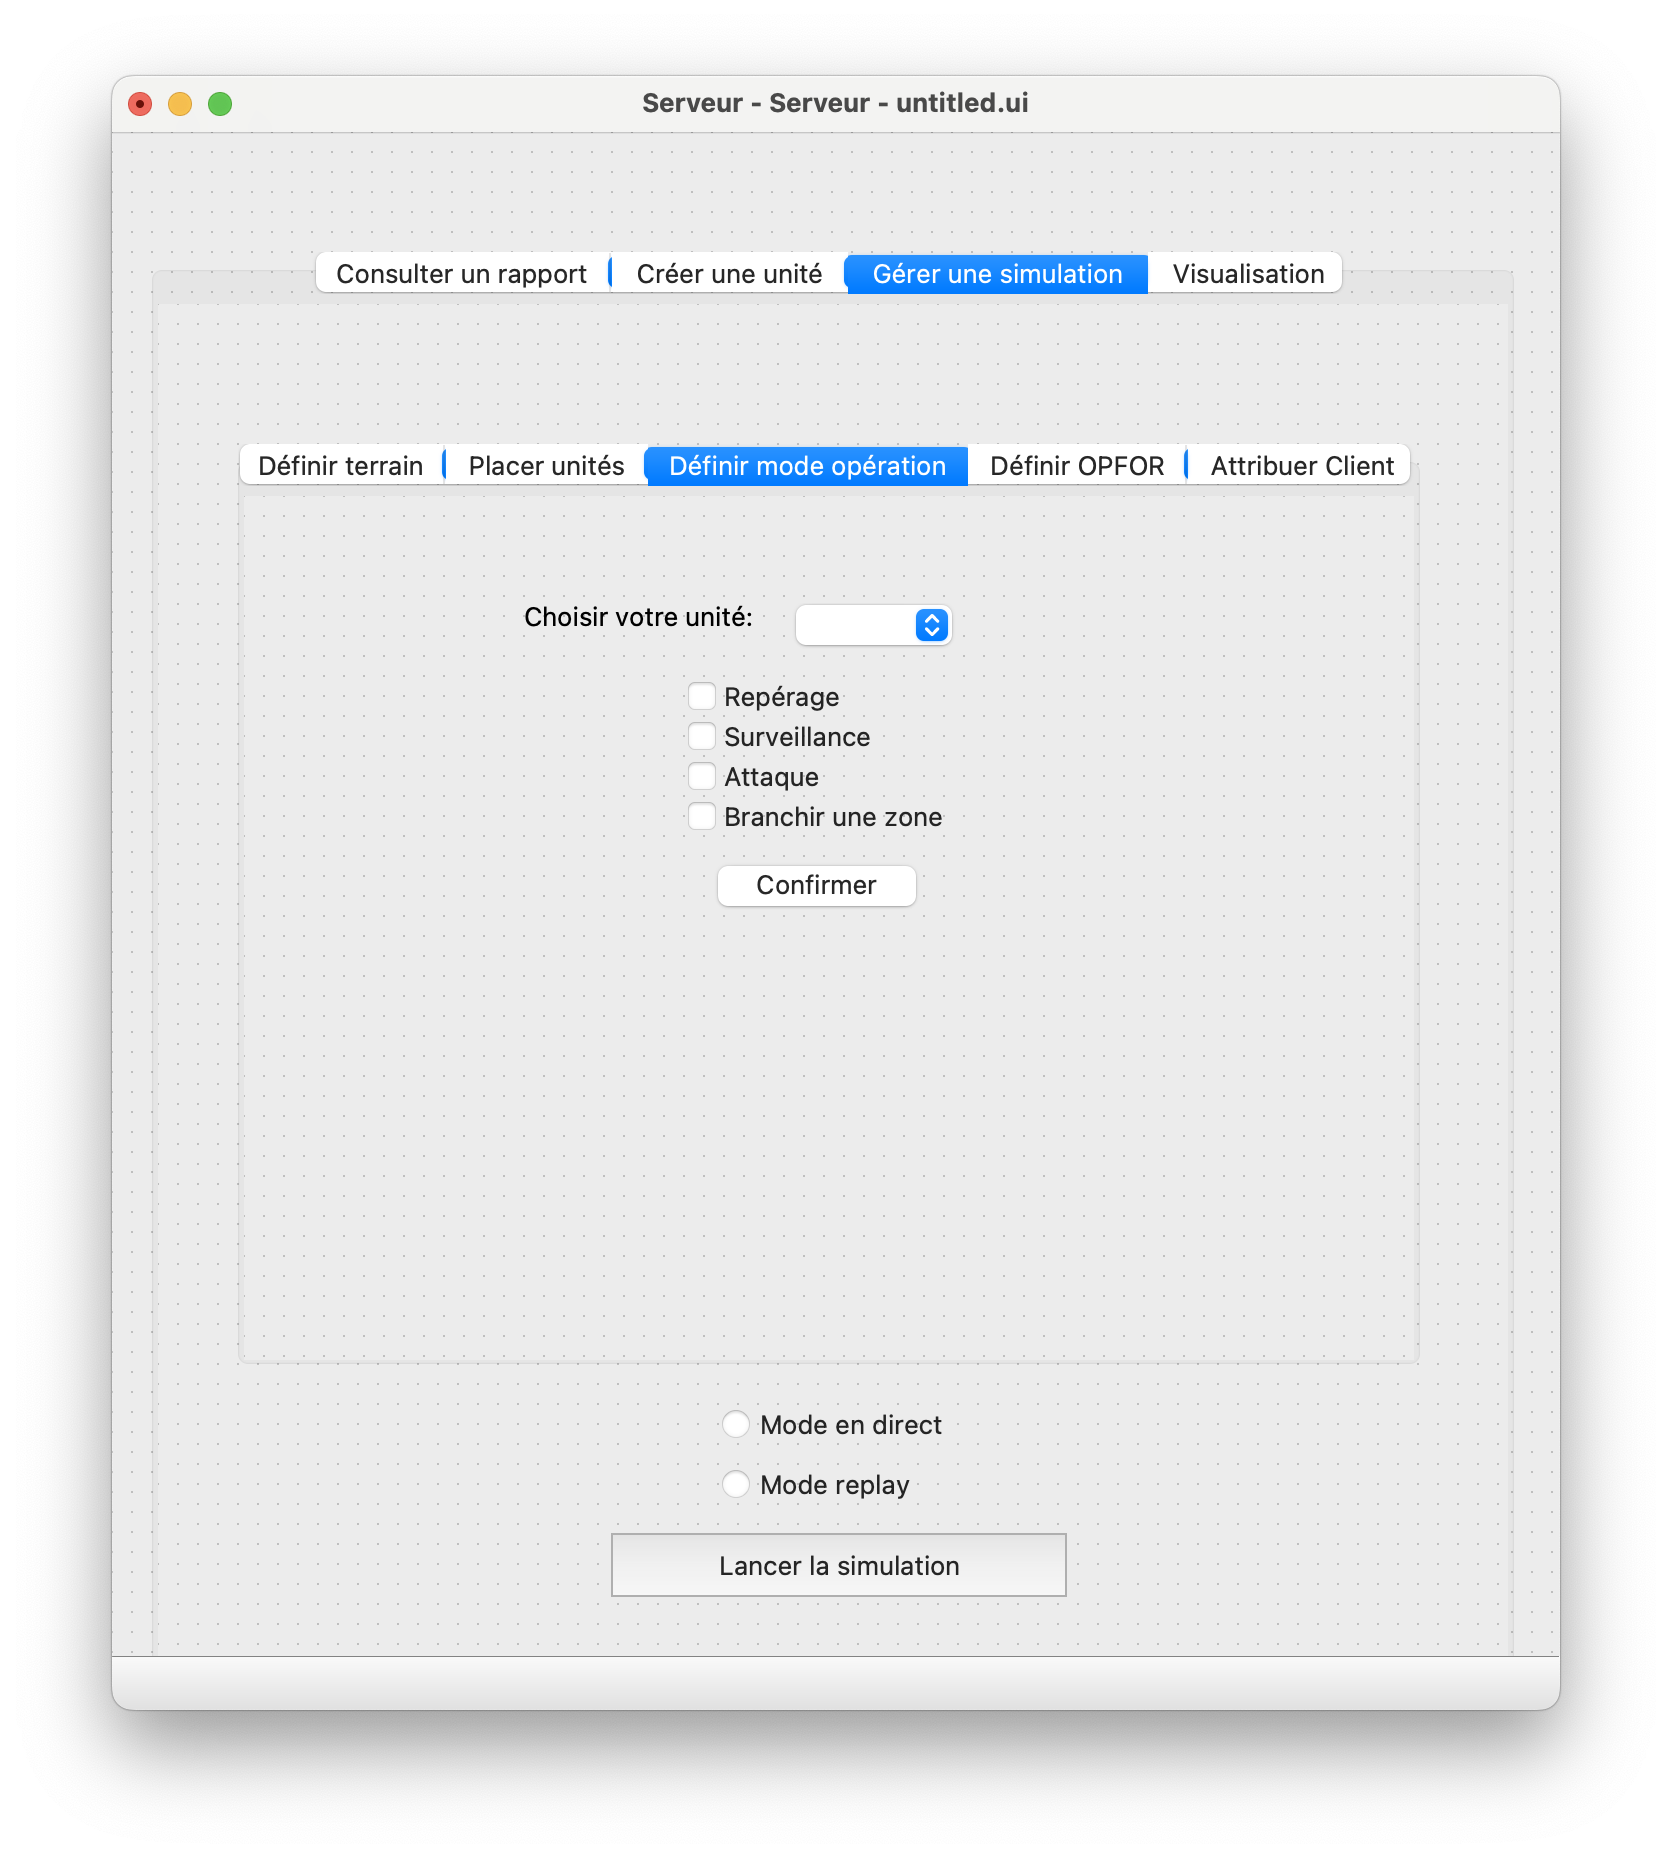 Serveur - Serveur - untitled.ui
Consulter un rapport Créer une unité Gérer une simulation Visualisation
Définir terrain Placer unités Définir mode opération Définir OPFOR Attribuer Client
Choisir votre unité:
Repérage
Surveillance
Attaque
Branchir une zone
Confirmer
Mode en direct
Mode replay
Lancer la simulation